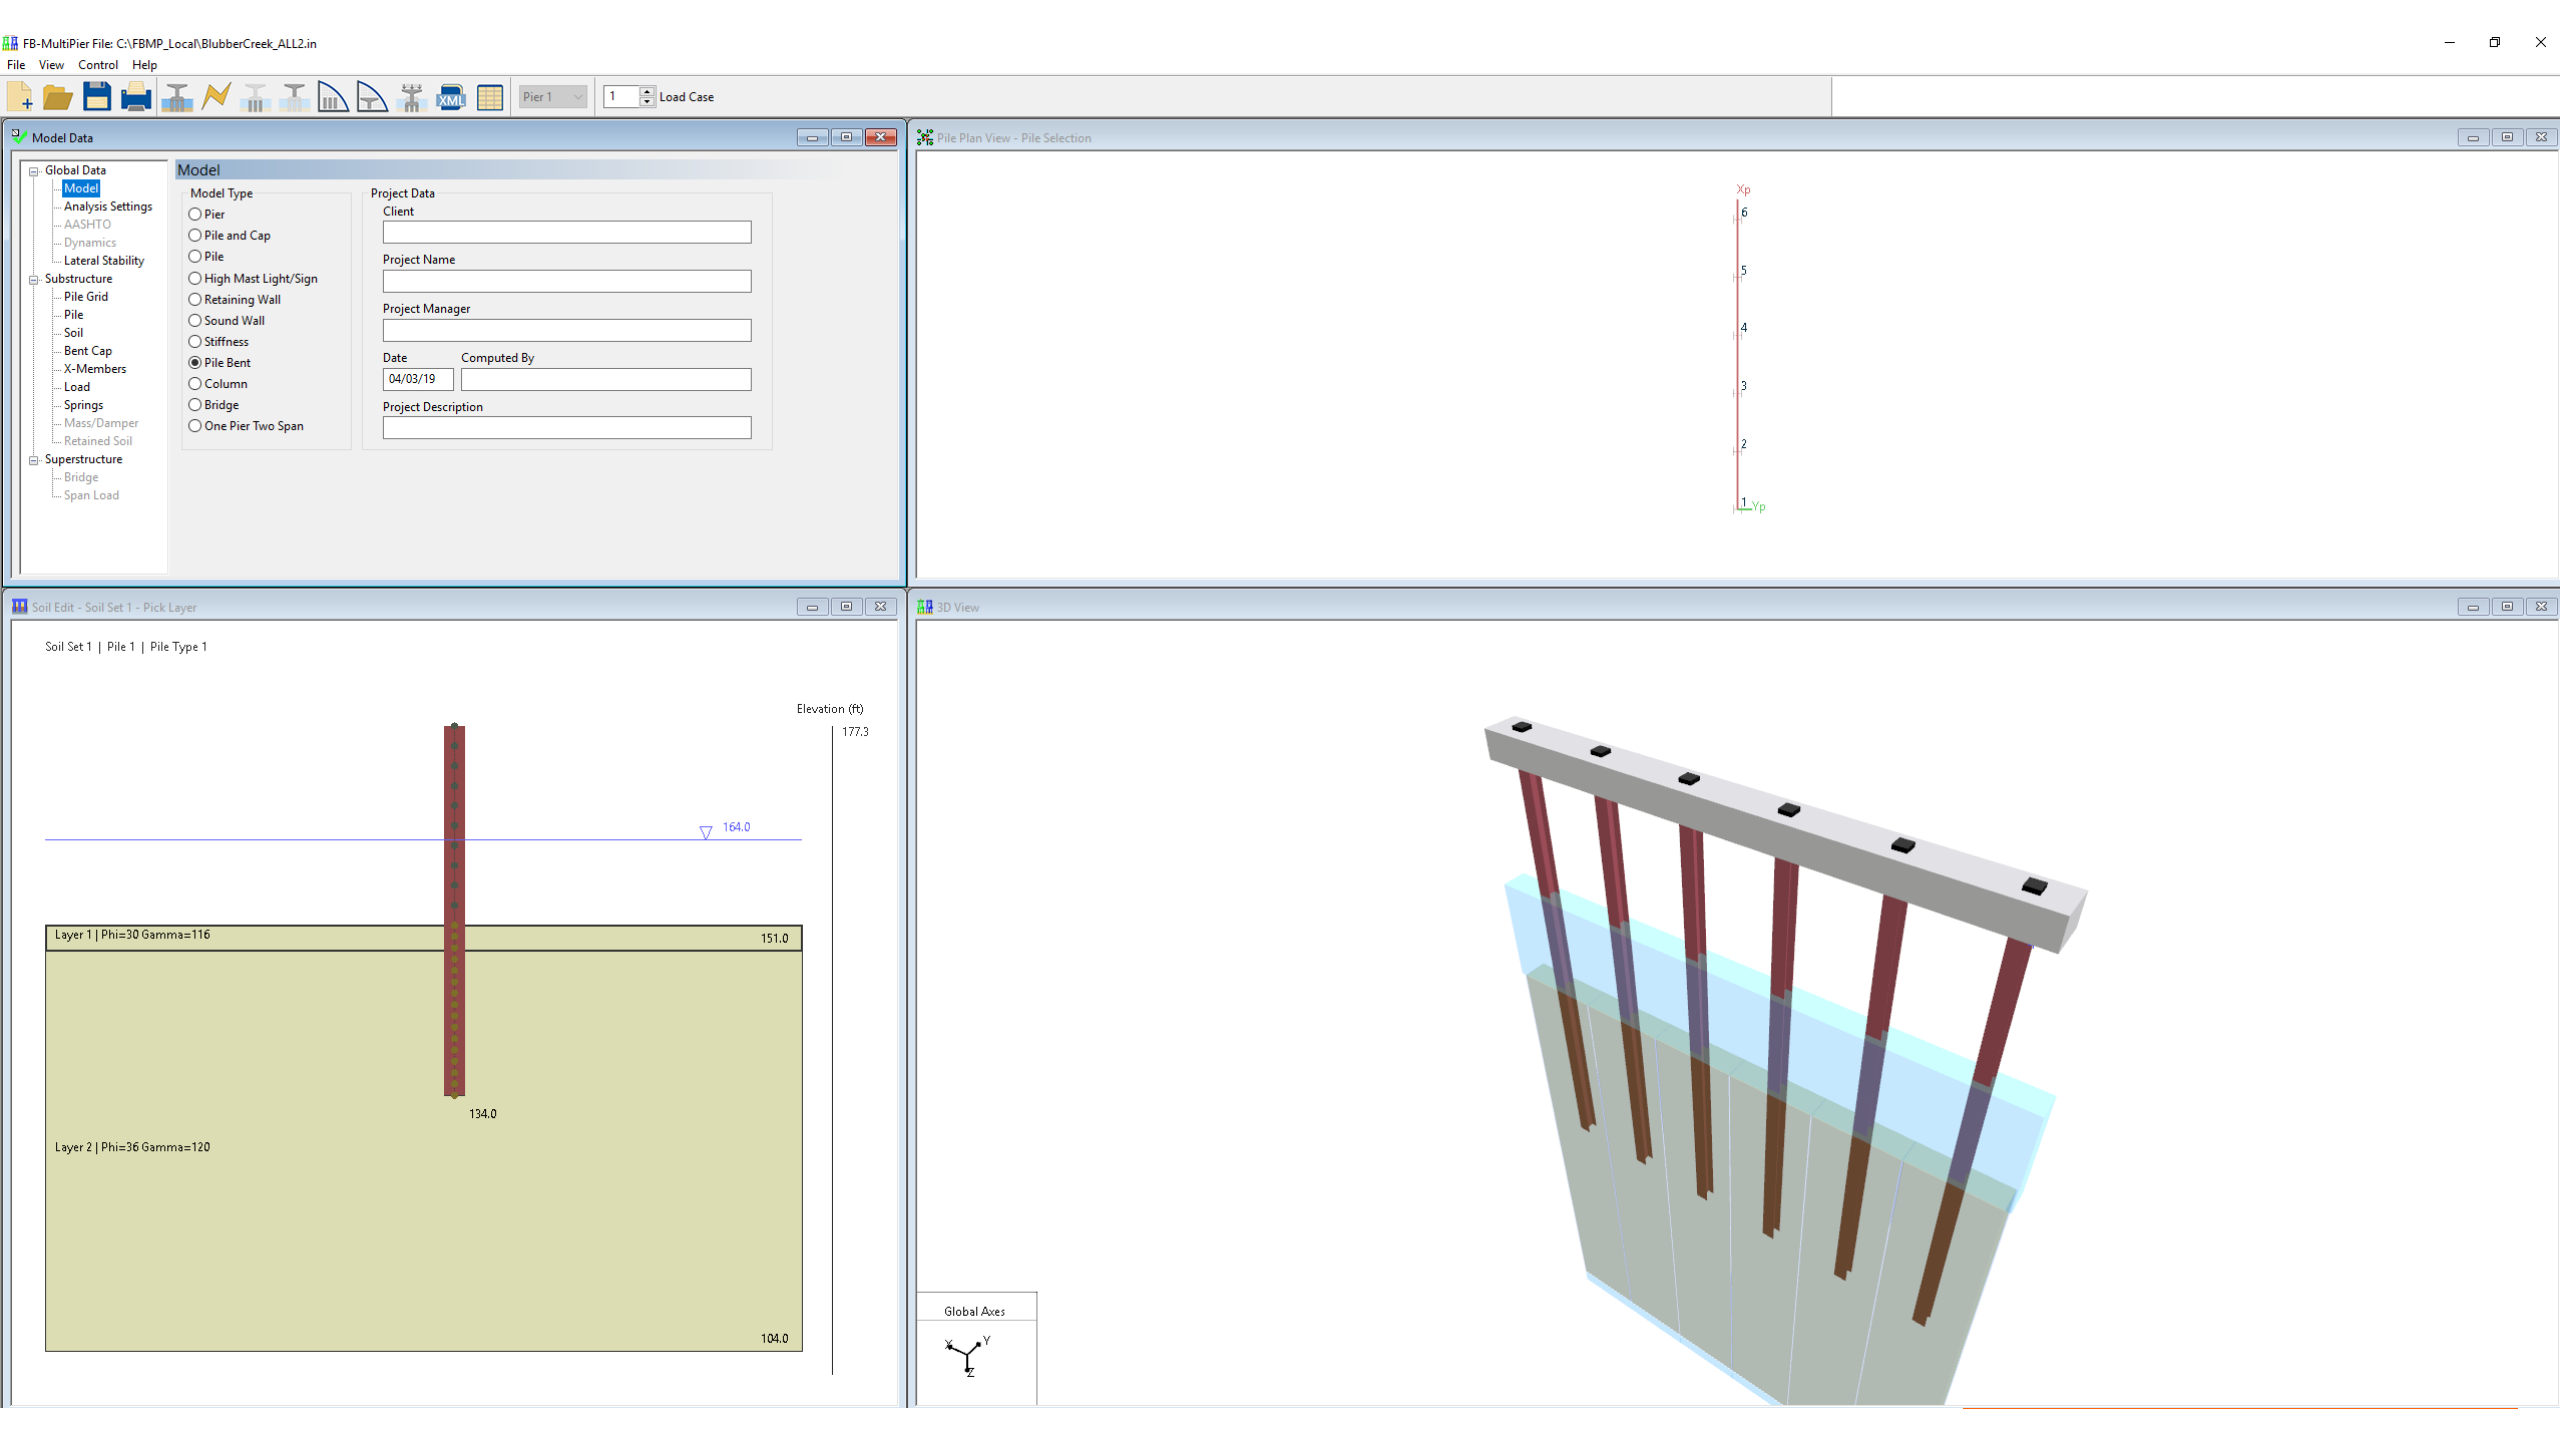 FB-MultiPier File: C:\FBMP_Local\BlubberCreek_ALL2.in
File View Control Help
XML
Pier 1
1 Load Case
Model Data
Global Data
Model
Analysis Settings
AASHTO
Dynamics
Lateral Stability
Substructure
Pile Grid
Pile
Soil
Bent Cap
X-Members
Load
Springs
Mass/Damper
Retained Soil
Superstructure
Bridge
Span Load
Model
Model Type
Pier
Pile and Cap
Pile
High Mast Light/Sign
Retaining Wall
Sound Wall
Stiffness
Pile Bent
Column
Bridge
One Pier Two Span
Project Data
Client
Project Name
Project Manager
Date Computed By
04/03/19
Project Description
Pile Plan View - Pile Selection
Xp
6
5
4
3
2
1
Yp
Soil Edit - Soil Set 1 - Pick Layer
Soil Set 1 | Pile 1 | Pile Type 1
Elevation (ft)
177.3
164.0
Layer 1 | Phi=30 Gamma=116
151.0
134.0
Layer 2 | Phi=36 Gamma=120
104.0
3D View
Global Axes
X
Y
Z